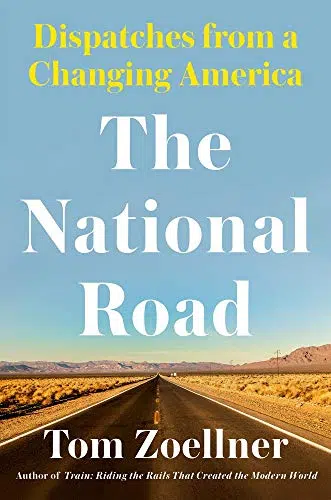 Dispatches from a
Changing America
The
National
Road
Tom Zoellner
Author of Train: Riding the Rails That Created the Modern World